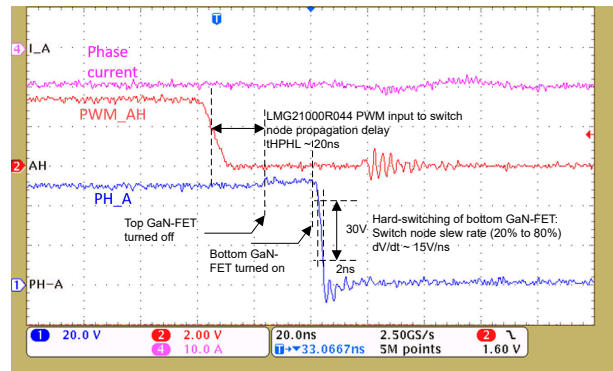 T
4 I_A
Phase
current
LMG21000R044 PWM input to switch
node propagation delay
tHPHL ~ 20ns
PWM_AH
2 AH
PH_A
Top GaN-FET
turned off
Bottom GaN-
FET turned on
30V
Hard-switching of bottom GaN-FET:
Switch node slew rate (20% to 80%)
dV/dt ~ 15V/ns
2ns
1 PH-A
1 20.0 V 2 2.00 V 20.0ns 2.50GS/s 2
4 10.0 A T→▼33.0667ns 5M points 1.60 V